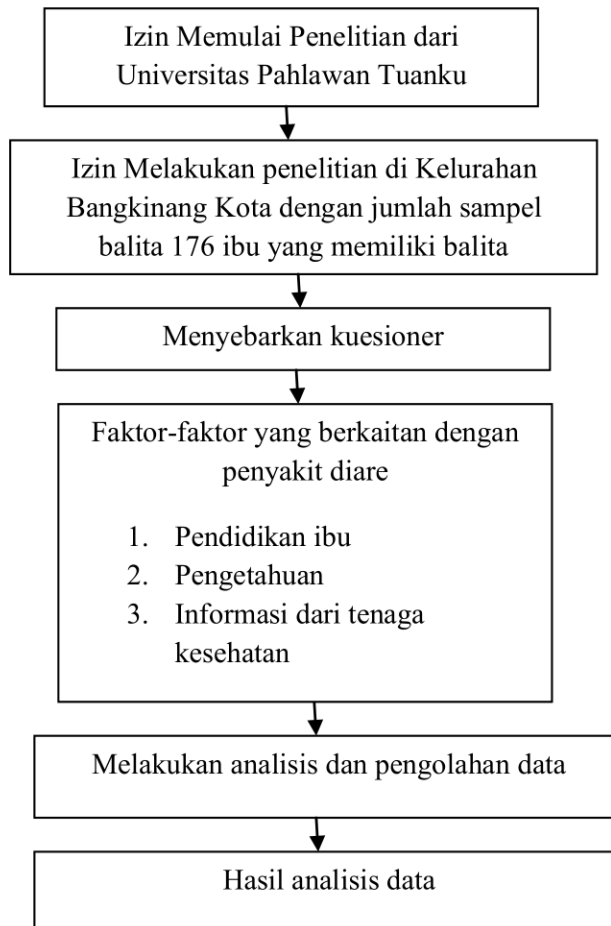 Izin Memulai Penelitian dari
Universitas Pahlawan Tuanku
Izin Melakukan penelitian di Kelurahan
Bangkinang Kota dengan jumlah sampel
balita 176 ibu yang memiliki balita
Menyebarkan kuesioner
Faktor-faktor yang berkaitan dengan
penyakit diare
1. Pendidikan ibu
2. Pengetahuan
3. Informasi dari tenaga
kesehatan
Melakukan analisis dan pengolahan data
Hasil analisis data